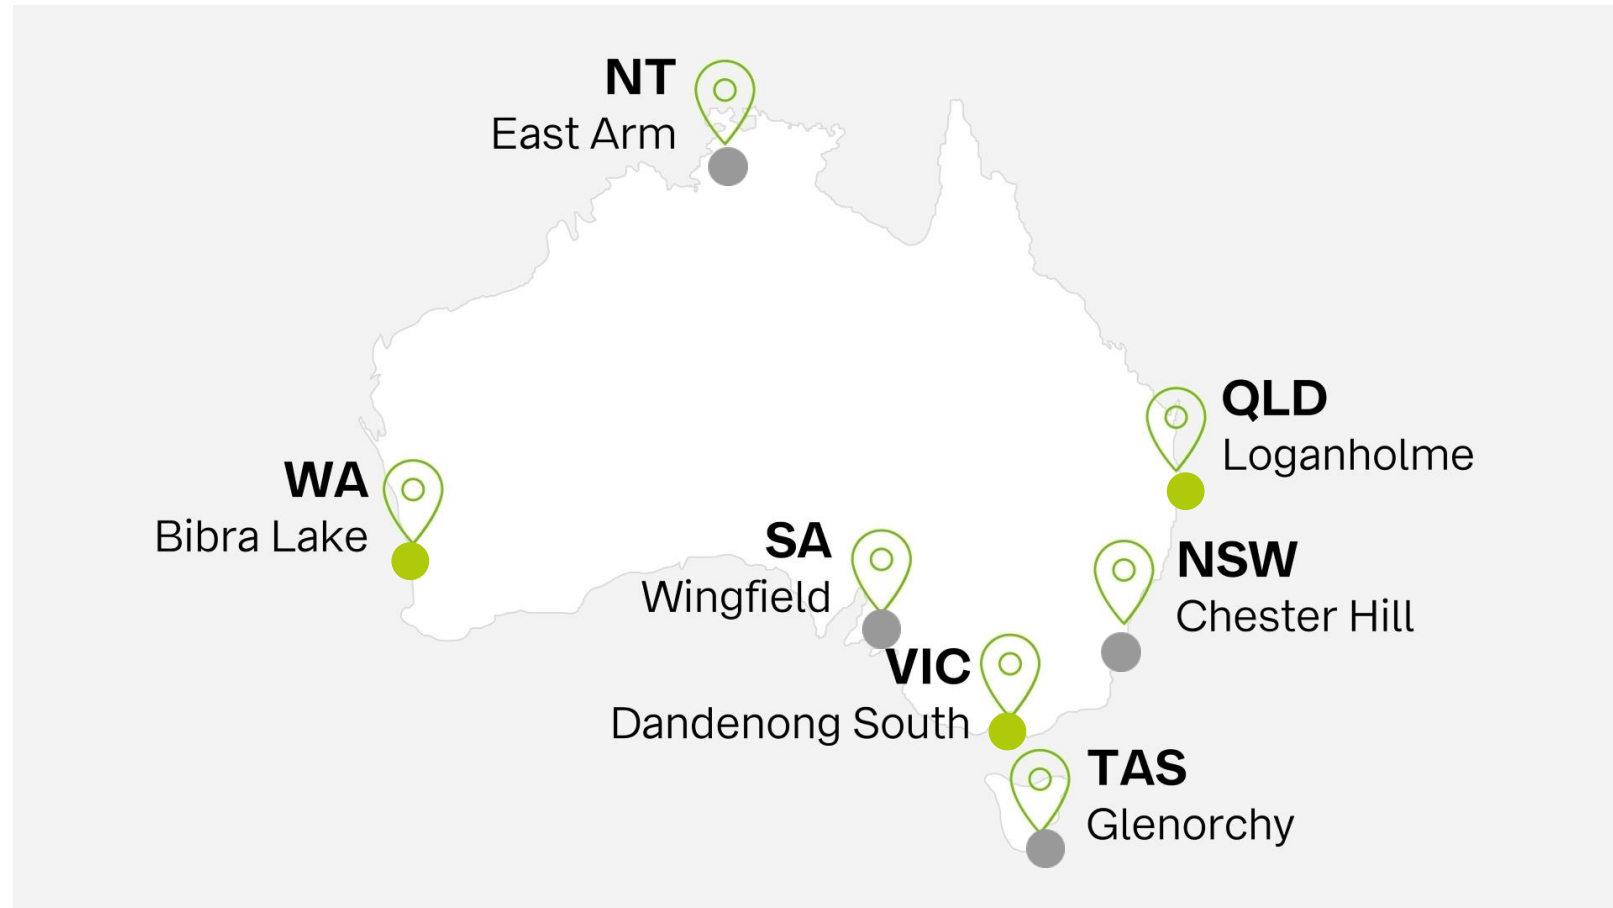 NT
East Arm
QLD
Loganholme
WA
Bibra Lake
SA
Wingfield
NSW
Chester Hill
VIC
Dandenong South
TAS
Glenorchy